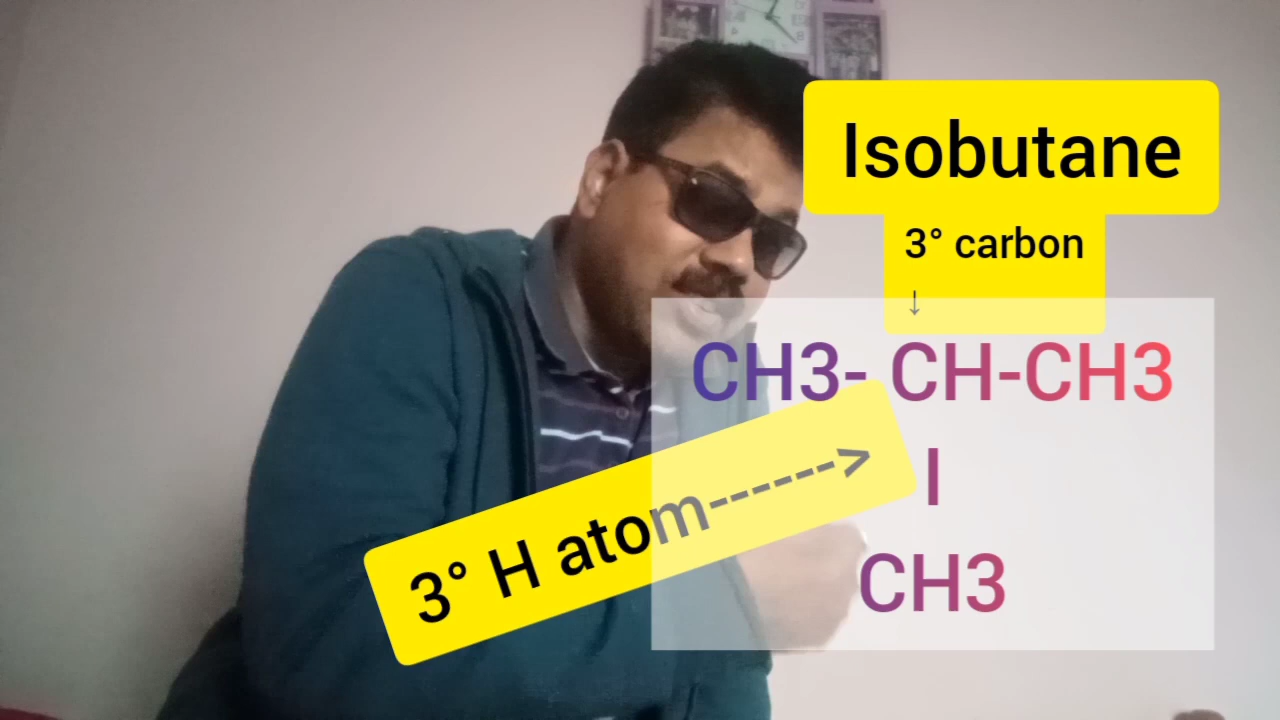 Isobutane
3° carbon
↓
CH3- CH-CH3
I
CH3
3° H atom------>